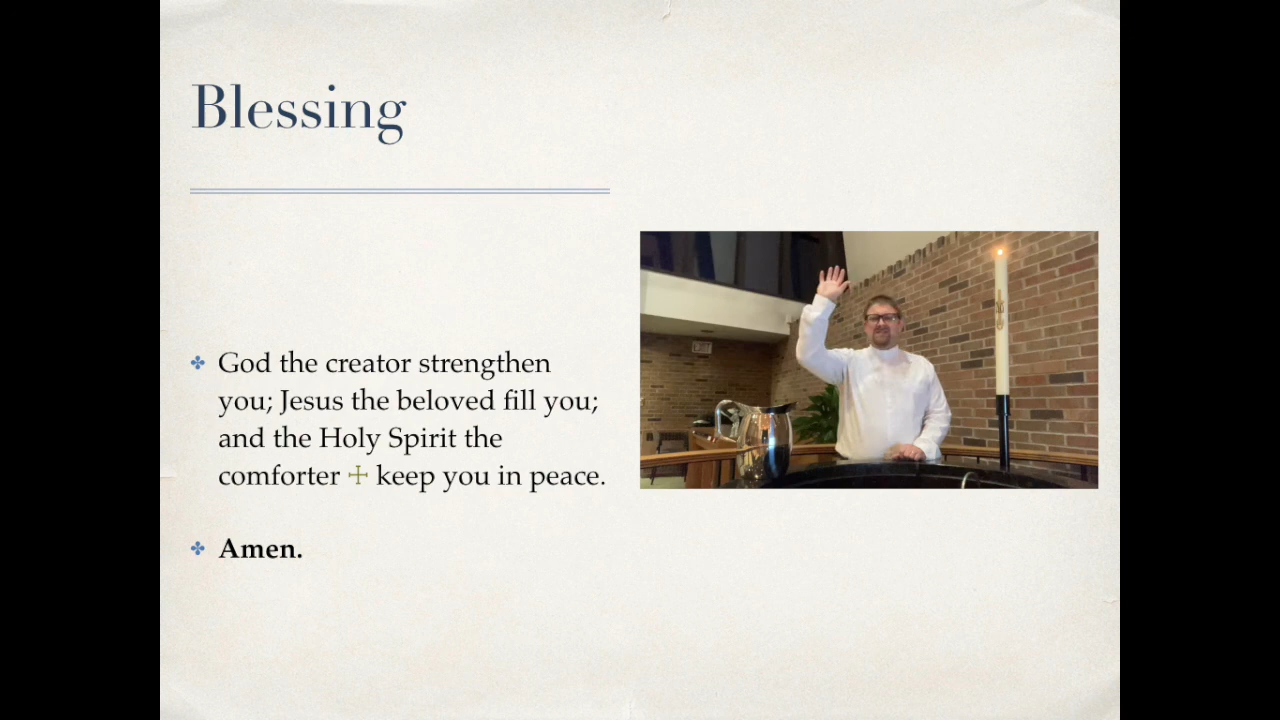 Blessing
God the creator strengthen
you; Jesus the beloved fill you;
and the Holy Spirit the
comforter ☩ keep you in peace.
Amen.